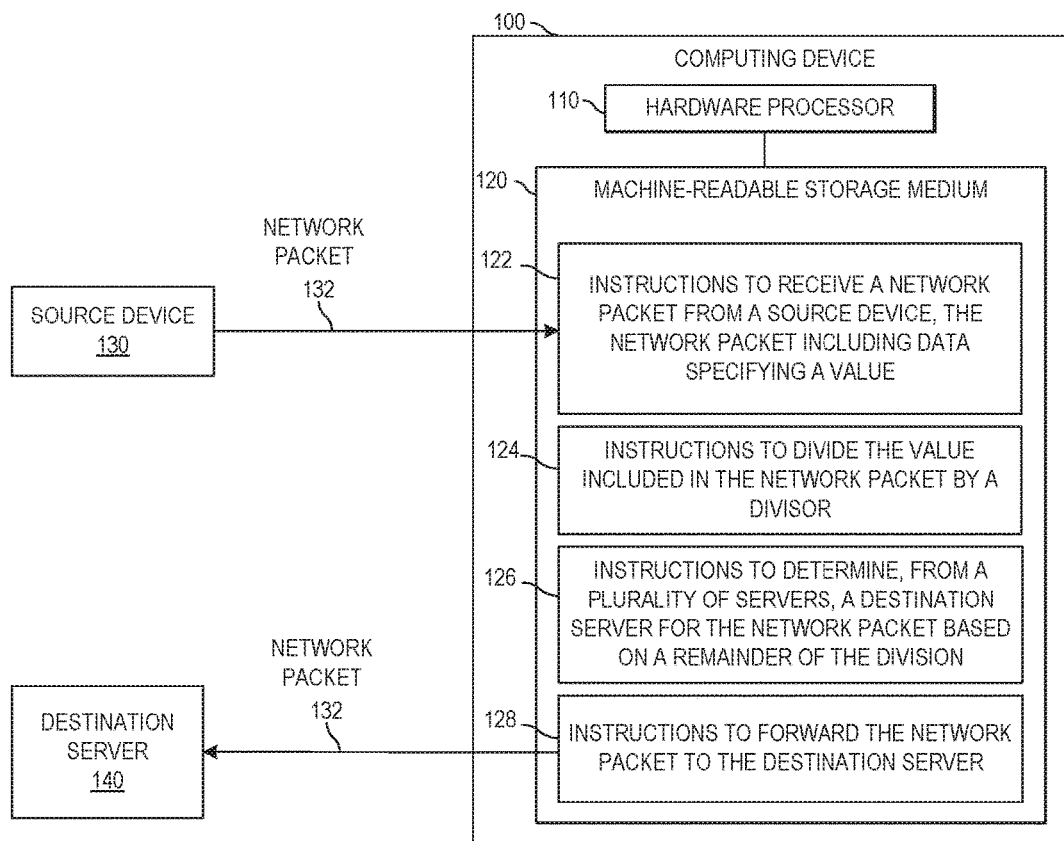 100
COMPUTING DEVICE
110
HARDWARE PROCESSOR
120
MACHINE-READABLE STORAGE MEDIUM
NETWORK
PACKET
132
122
INSTRUCTIONS TO RECEIVE A NETWORK
PACKET FROM A SOURCE DEVICE, THE
NETWORK PACKET INCLUDING DATA
SPECIFYING A VALUE
SOURCE DEVICE
130
124
INSTRUCTIONS TO DIVIDE THE VALUE
INCLUDED IN THE NETWORK PACKET BY A
DIVISOR
126
INSTRUCTIONS TO DETERMINE, FROM A
PLURALITY OF SERVERS, A DESTINATION
SERVER FOR THE NETWORK PACKET BASED
ON A REMAINDER OF THE DIVISION
NETWORK
PACKET
132
128
INSTRUCTIONS TO FORWARD THE NETWORK
PACKET TO THE DESTINATION SERVER
DESTINATION
SERVER
140